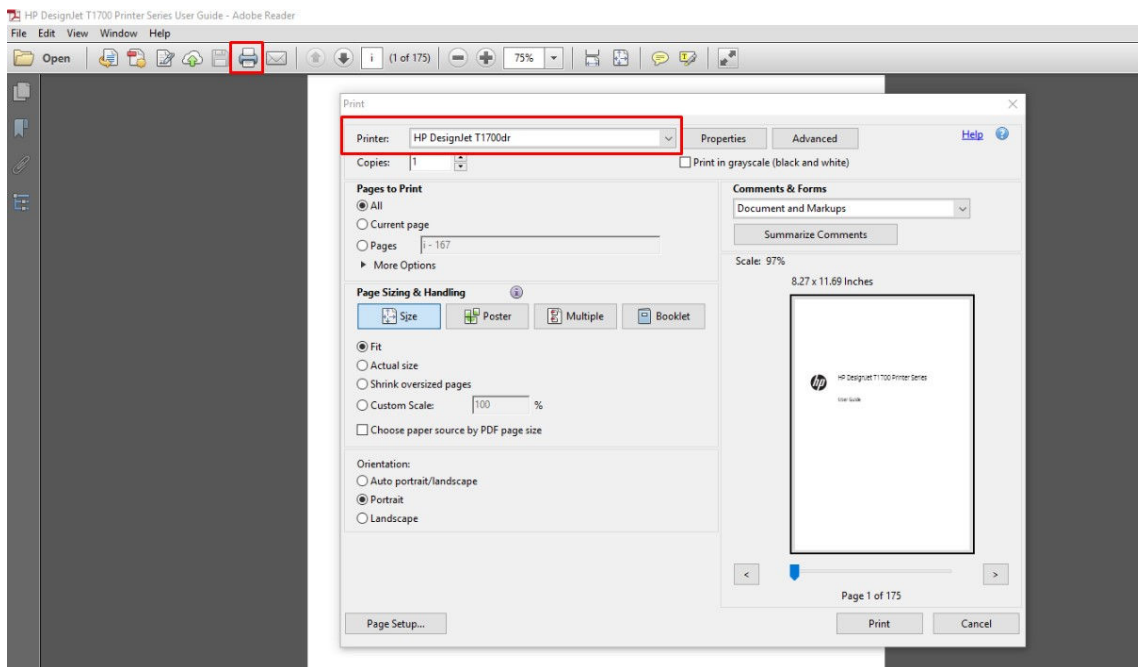 HP DesignJet T1700 Printer Series User Guide - Adobe Reader
File Edit View Window Help
Open i (1 of 175) 75%
Print
Printer: HP DesignJet T1700dr Properties Advanced Help
Copies: 1 Print in grayscale (black and white)
Pages to Print
All
Current page
Pages i - 167
More Options
Page Sizing & Handling
Size Poster Multiple Booklet
Fit
Actual size
Shrink oversized pages
Custom Scale: 100 %
Choose paper source by PDF page size
Orientation:
Auto portrait/landscape
Portrait
Landscape
Comments & Forms
Document and Markups
Summarize Comments
Scale: 97%
8.27 x 11.69 Inches
hp HP DesignJet T1700 Printer Series
User Guide
< >
Page 1 of 175
Page Setup... Print Cancel